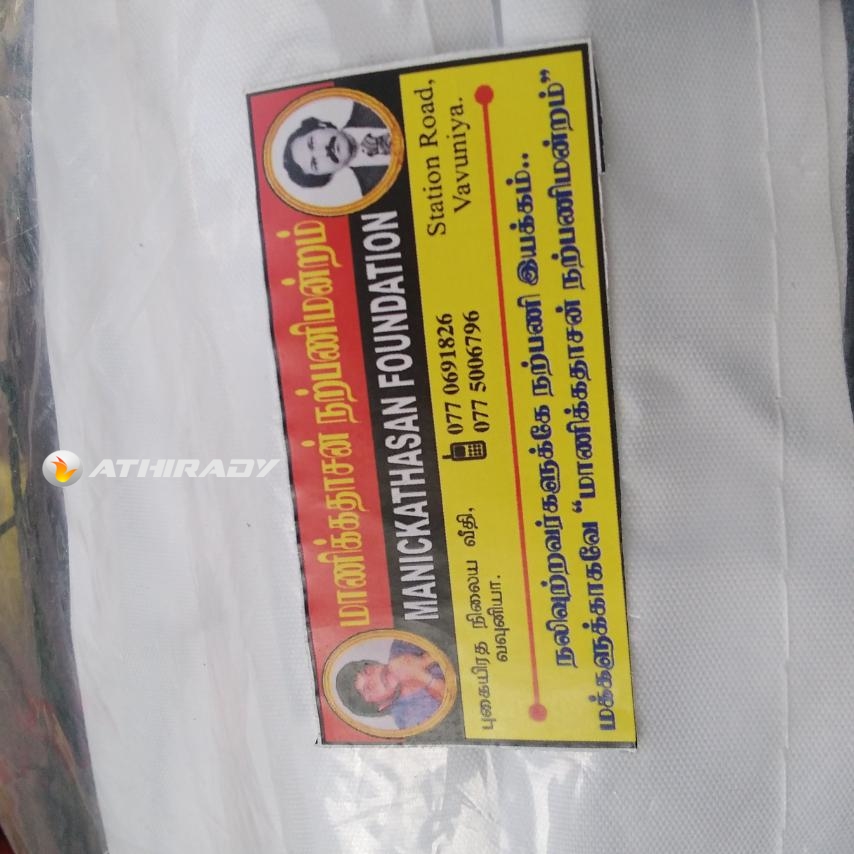 மாணிக்கதாசன் நற்பணிமன்றம்
MANICKATHASAN FOUNDATION
புகையிரத நிலைய வீதி,
வவுனியா.
077 0691826
077 5006796
Station Road,
Vavuniya.
நலிவுற்றவர்களுக்கே நற்பணி இயக்கம்..
மக்களுக்காகவே “மாணிக்கதாசன் நற்பணிமன்றம்”
ATHIRADY